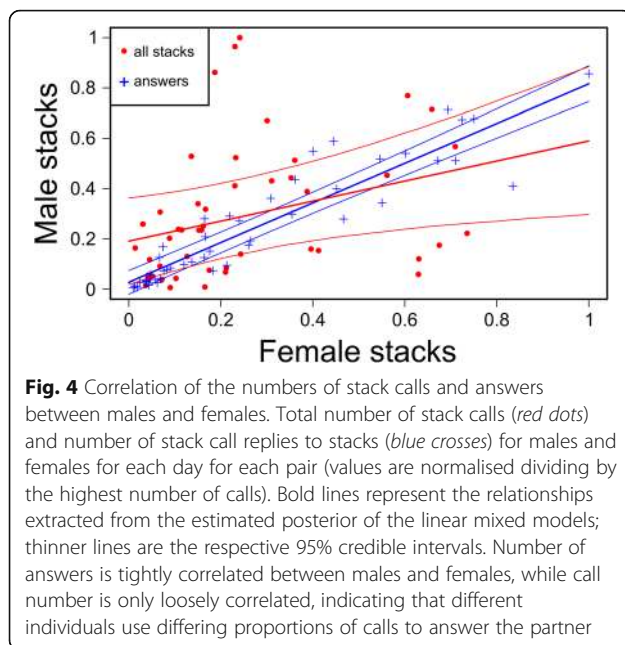 1
0.8
0.6
0.4
0.2
0
Male stacks
all stacks
answers
0
0.2
0.4
0.6
0.8
1
Female stacks
Fig. 4 Correlation of the numbers of stack calls and answers
between males and females. Total number of stack calls (red dots)
and number of stack call replies to stacks (blue crosses) for males and
females for each day for each pair (values are normalised dividing by
the highest number of calls). Bold lines represent the relationships
extracted from the estimated posterior of the linear mixed models;
thinner lines are the respective 95% credible intervals. Number of
answers is tightly correlated between males and females, while call
number is only loosely correlated, indicating that different
individuals use differing proportions of calls to answer the partner